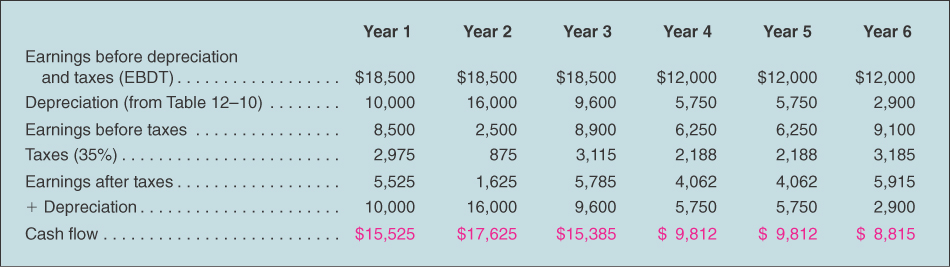 Year 1 Year 2 Year 3 Year 4 Year 5 Year 6
Earnings before depreciation
and taxes (EBDT) . . . . . . . . . . . . . . . . . . $18,500 $18,500 $18,500 $12,000 $12,000 $12,000
Depreciation (from Table 12–10) . . . . . . . . 10,000 16,000 9,600 5,750 5,750 2,900
Earnings before taxes . . . . . . . . . . . . . . . . 8,500 2,500 8,900 6,250 6,250 9,100
Taxes (35%) . . . . . . . . . . . . . . . . . . . . . . . . 2,975 875 3,115 2,188 2,188 3,185
Earnings after taxes . . . . . . . . . . . . . . . . . . 5,525 1,625 5,785 4,062 4,062 5,915
+ Depreciation . . . . . . . . . . . . . . . . . . . . . . 10,000 16,000 9,600 5,750 5,750 2,900
Cash flow . . . . . . . . . . . . . . . . . . . . . . . . . . $15,525 $17,625 $15,385 $ 9,812 $ 9,812 $ 8,815